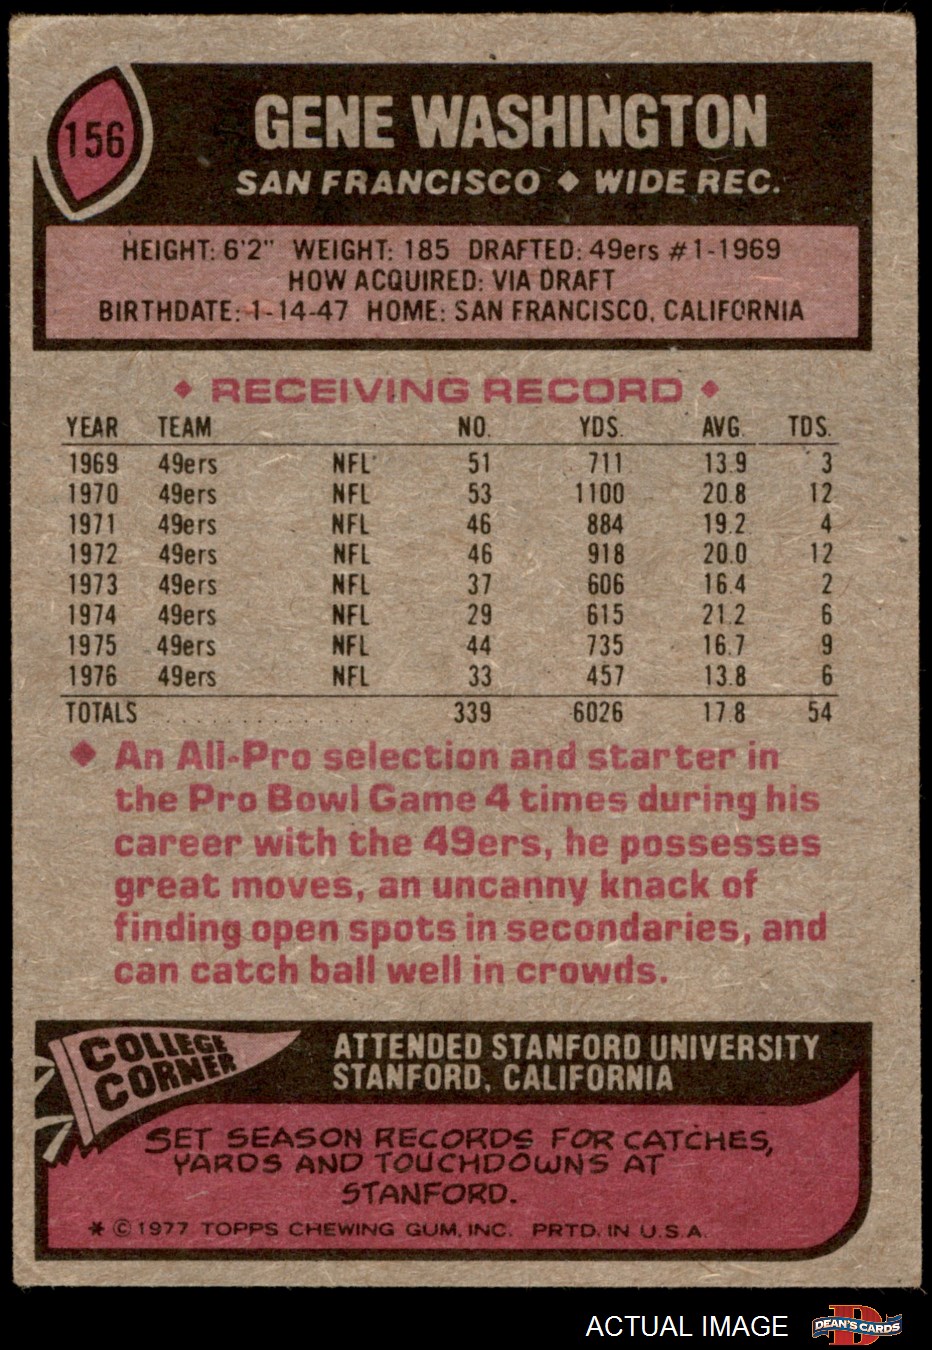 156
GENE WASHINGTON
SAN FRANCISCO ◆ WIDE REC.
HEIGHT: 6'2" WEIGHT: 185 DRAFTED: 49ers #1-1969
HOW ACQUIRED: VIA DRAFT
BIRTHDATE: 1-14-47 HOME: SAN FRANCISCO, CALIFORNIA
◆ RECEIVING RECORD ◆
YEAR TEAM NO. YDS. AVG. TDS.
1969 49ers NFL 51 711 13.9 3
1970 49ers NFL 53 1100 20.8 12
1971 49ers NFL 46 884 19.2 4
1972 49ers NFL 46 918 20.0 12
1973 49ers NFL 37 606 16.4 2
1974 49ers NFL 29 615 21.2 6
1975 49ers NFL 44 735 16.7 9
1976 49ers NFL 33 457 13.8 6
TOTALS . . . . . . . . . . . . . . 339 6026 17.8 54
◆ An All-Pro selection and starter in
the Pro Bowl Game 4 times during his
career with the 49ers, he possesses
great moves, an uncanny knack of
finding open spots in secondaries, and
can catch ball well in crowds.
COLLEGE
CORNER
ATTENDED STANFORD UNIVERSITY
STANFORD, CALIFORNIA
SET SEASON RECORDS FOR CATCHES,
YARDS AND TOUCHDOWNS AT
STANFORD.
* © 1977 TOPPS CHEWING GUM, INC. PRTD. IN U.S.A.
ACTUAL IMAGE
D
DEAN'S CARDS